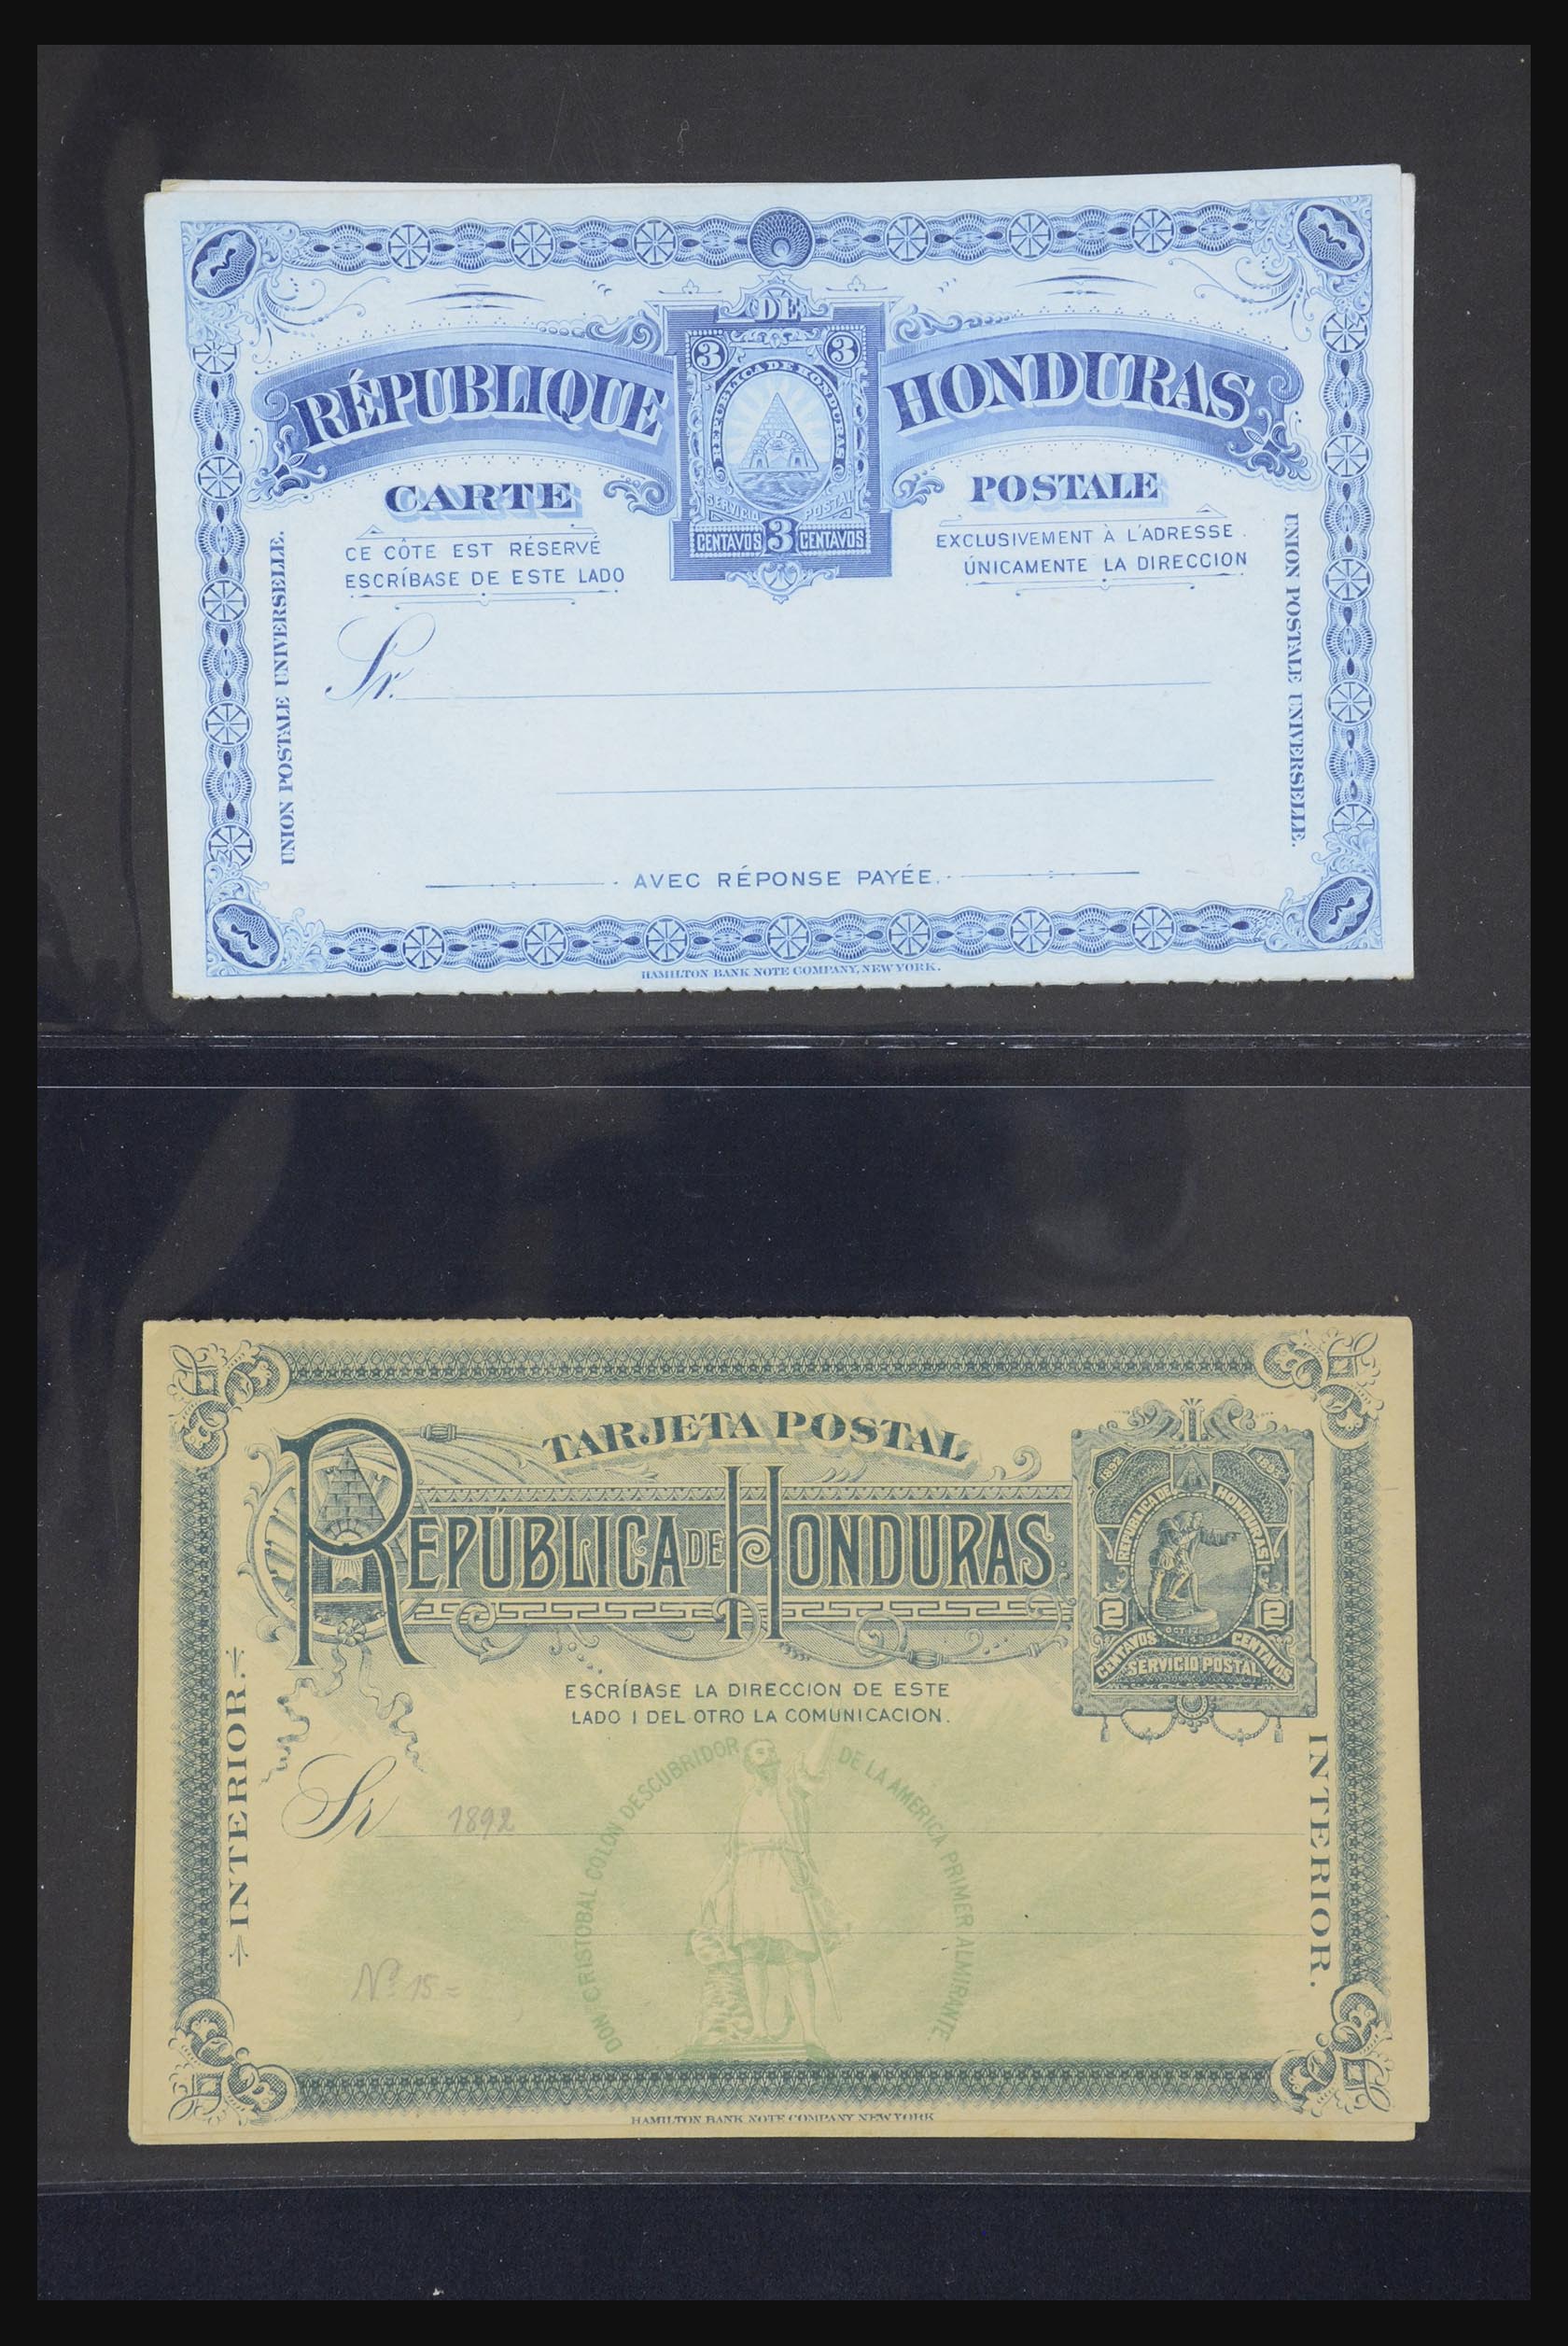 DE
RÉPUBLIQUE HONDURAS
3 3
REPUBLICA DE HONDURAS
SERVICIO POSTAL
CENTAVOS 3 CENTAVOS
CARTE POSTALE
CE CÔTE EST RÉSERVÉ EXCLUSIVEMENT À L'ADRESSE.
ESCRÍBASE DE ESTE LADO ÚNICAMENTE LA DIRECCION
UNION POSTALE UNIVERSELLE.
UNION POSTALE UNIVERSELLE.
Sr.
AVEC RÉPONSE PAYÉE.
HAMILTON BANK NOTE COMPANY, NEW YORK.
TARJETA POSTAL
REPÚBLICA DE HONDURAS
1892
REPUBLICA DE HONDURAS
OCT 12
2 2
CENTAVOS CENTAVOS
SERVICIO POSTAL
ESCRÍBASE LA DIRECCION DE ESTE
LADO I DEL OTRO LA COMUNICACION.
INTERIOR.
INTERIOR.
DON CRISTOBAL COLON DESCUBRIDOR DE LA AMERICA PRIMER ALMIRANTE
Sr 1892
Nº 15=
HAMILTON BANK NOTE COMPANY NEW YORK